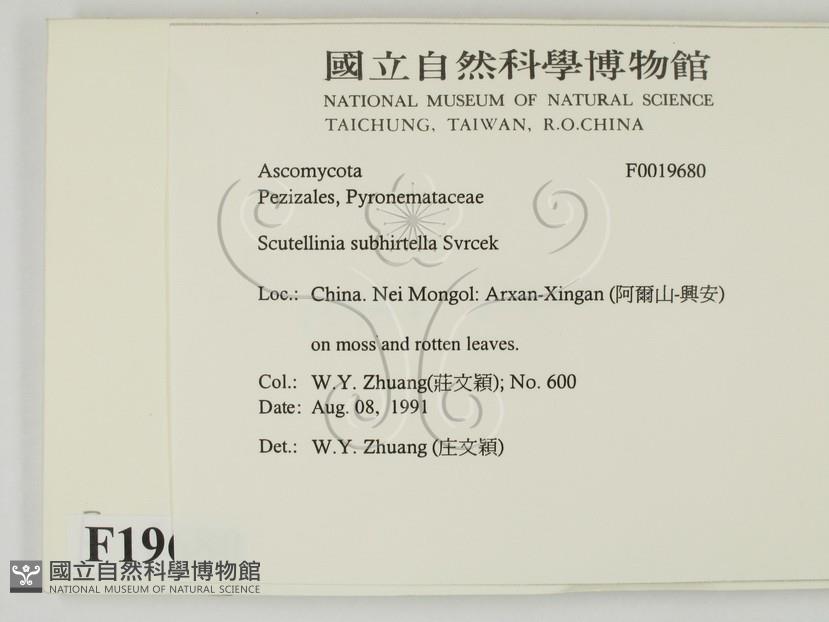 國立自然科學博物館
NATIONAL MUSEUM OF NATURAL SCIENCE
TAICHUNG, TAIWAN, R.O.CHINA
Ascomycota F0019680
Pezizales, Pyronemataceae
Scutellinia subhirtella Svrcek
Loc.: China. Nei Mongol: Arxan-Xingan (阿爾山-興安)
on moss and rotten leaves.
Col.: W.Y. Zhuang(莊文穎); No. 600
Date: Aug. 08, 1991
Det.: W.Y. Zhuang (庄文穎)
F19
國立自然科學博物館
NATIONAL MUSEUM OF NATURAL SCIENCE